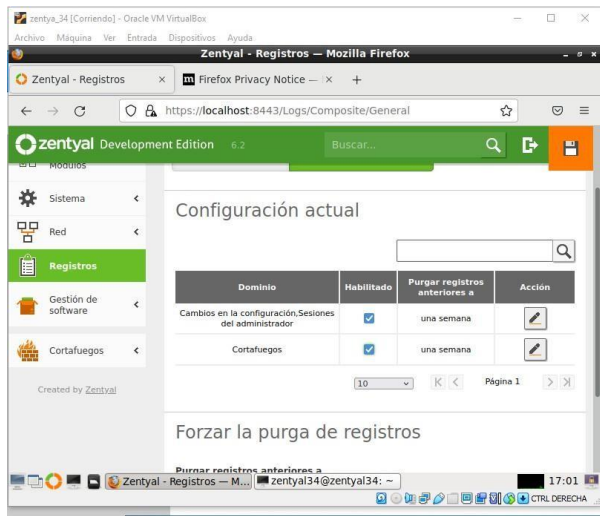 zentya_34 [Corriendo] - Oracle VM VirtualBox
Archivo Máquina Ver Entrada Dispositivos Ayuda
Zentyal - Registros — Mozilla Firefox
Zentyal - Registros
Firefox Privacy Notice —
https://localhost:8443/Logs/Composite/General
zentyal Development Edition 6.2 Buscar...
Módulos
Sistema
Red
Registros
Gestión de
software
Cortafuegos
Created by Zentyal
Configuración actual
Dominio Habilitado Purgar registros anteriores a Acción
Cambios en la configuración,Sesiones del administrador una semana
Cortafuegos una semana
10 Página 1
Forzar la purga de registros
Purgar registros anteriores a
Zentyal - Registros — M... zentyal34@zentyal34: ~ 17:01
CTRL DERECHA